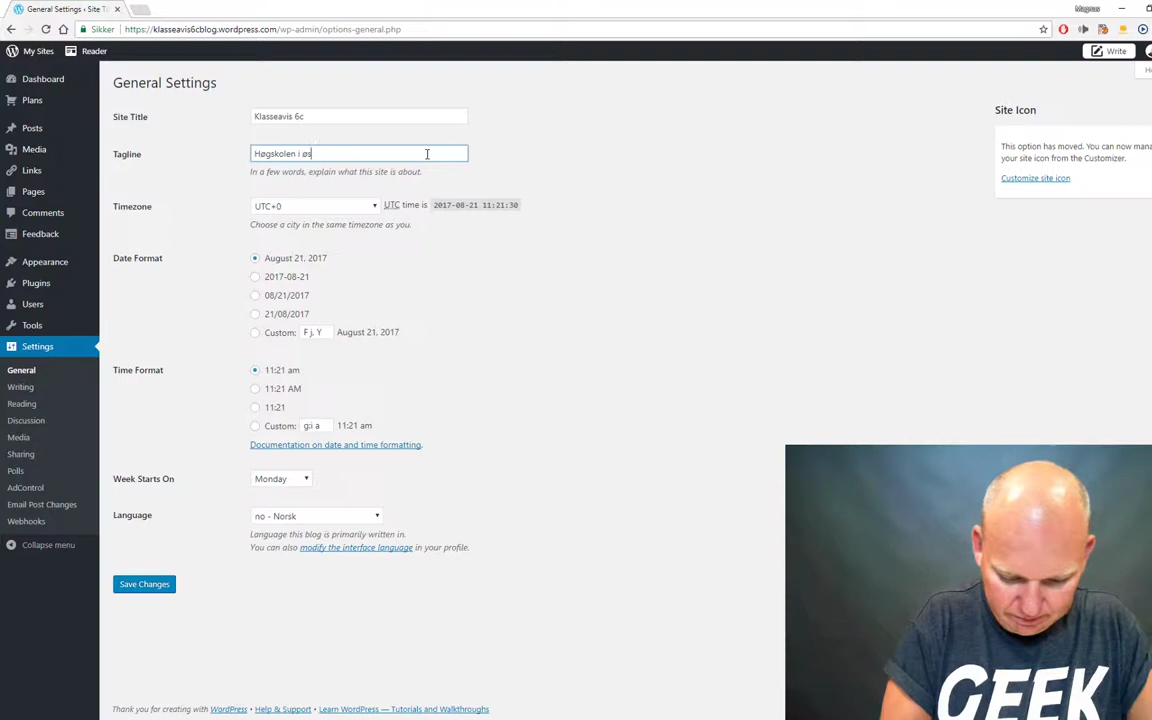 General Settings ‹ Site Ti
Magnus
Sikker
https://klasseavis6cblog.wordpress.com/wp-admin/options-general.php
My Sites
Reader
Write
Dashboard
Plans
Posts
Media
Links
Pages
Comments
Feedback
Appearance
Plugins
Users
Tools
Settings
General
Writing
Reading
Discussion
Media
Sharing
Polls
AdControl
Email Post Changes
Webhooks
Collapse menu
General Settings
Site Title
Klasseavis 6c
Tagline
Høgskolen i øs
In a few words, explain what this site is about.
Timezone
UTC+0
UTC time is 2017-08-21 11:21:30
Choose a city in the same timezone as you.
Date Format
August 21, 2017
2017-08-21
08/21/2017
21/08/2017
Custom: F j, Y August 21, 2017
Time Format
11:21 am
11:21 AM
11:21
Custom: g:i a 11:21 am
Documentation on date and time formatting.
Week Starts On
Monday
Language
no - Norsk
Language this blog is primarily written in.
You can also modify the interface language in your profile.
Save Changes
He
Site Icon
This option has moved. You can now mana
your site icon from the Customizer.
Customize site icon
GEEK
Thank you for creating with WordPress • Help & Support • Learn WordPress — Tutorials and Walkthroughs